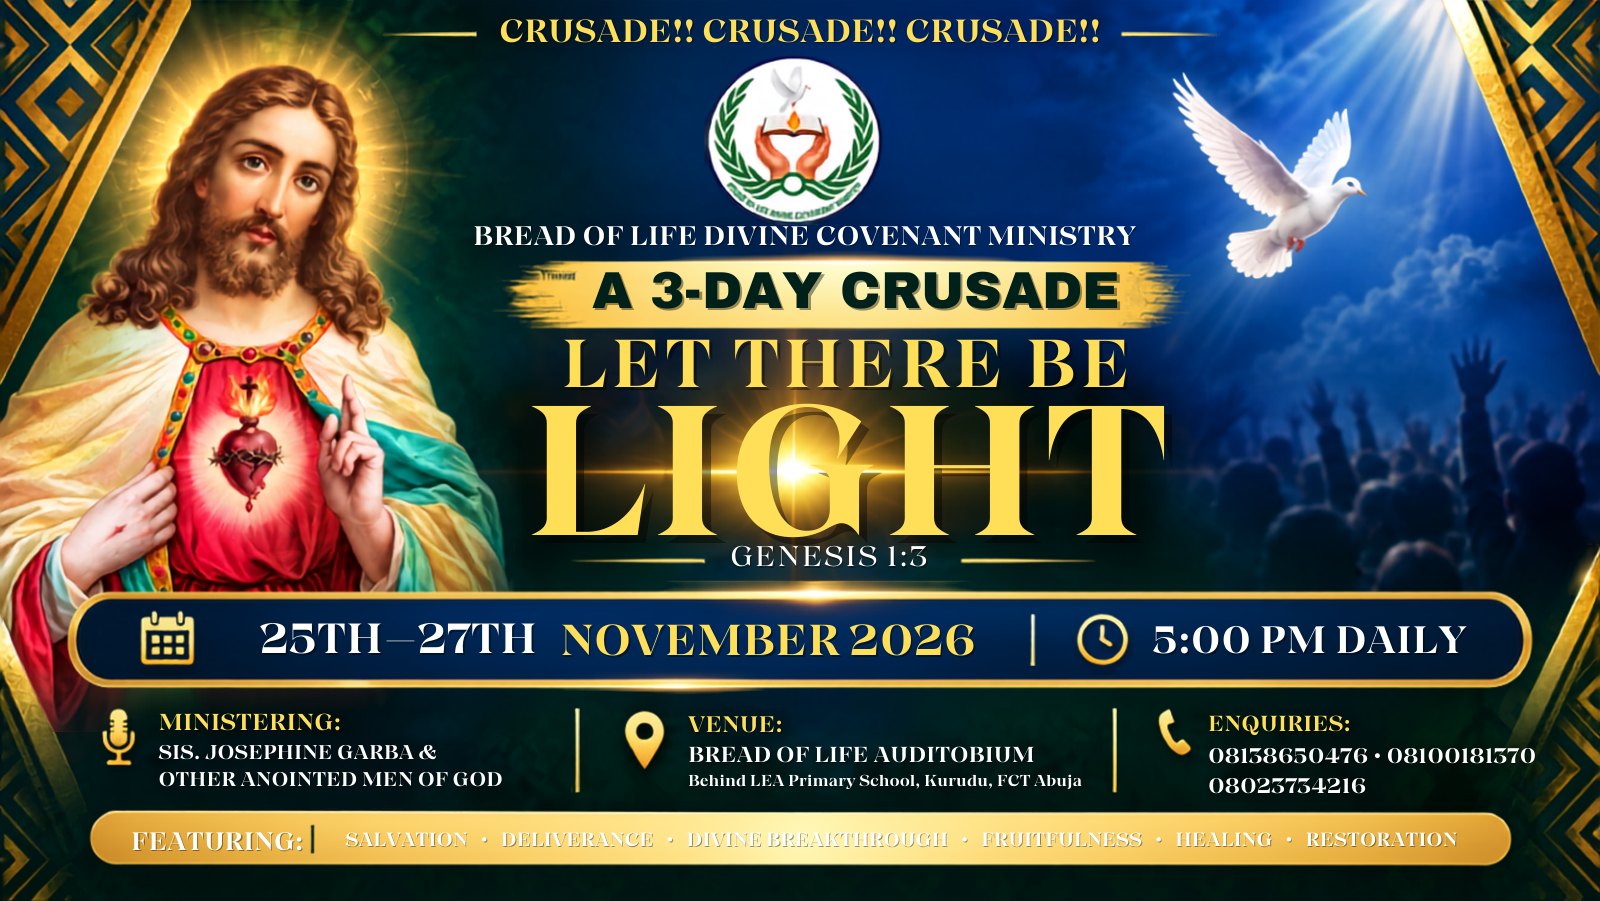 CRUSADE!! CRUSADE!! CRUSADE!!
BREAD OF LIFE DIVINE COVENANT MINISTRY
A 3-DAY CRUSADE
LET THERE BE
LIGHT
GENESIS 1:3
25TH—27TH NOVEMBER 2026
5:00 PM DAILY
MINISTERING:
SIS. JOSEPHINE GARBA &
OTHER ANOINTED MEN OF GOD
VENUE:
BREAD OF LIFE AUDITOBIUM
Behind LEA Primary School, Kurudu, FCT Abuja
ENQUIRIES:
08138650476 • 08100181370
08023734216
FEATURING: | SALVATION • DELIVERANCE • DIVINE BREAKTHROUGH • FRUITFULNESS • HEALING • RESTORATION